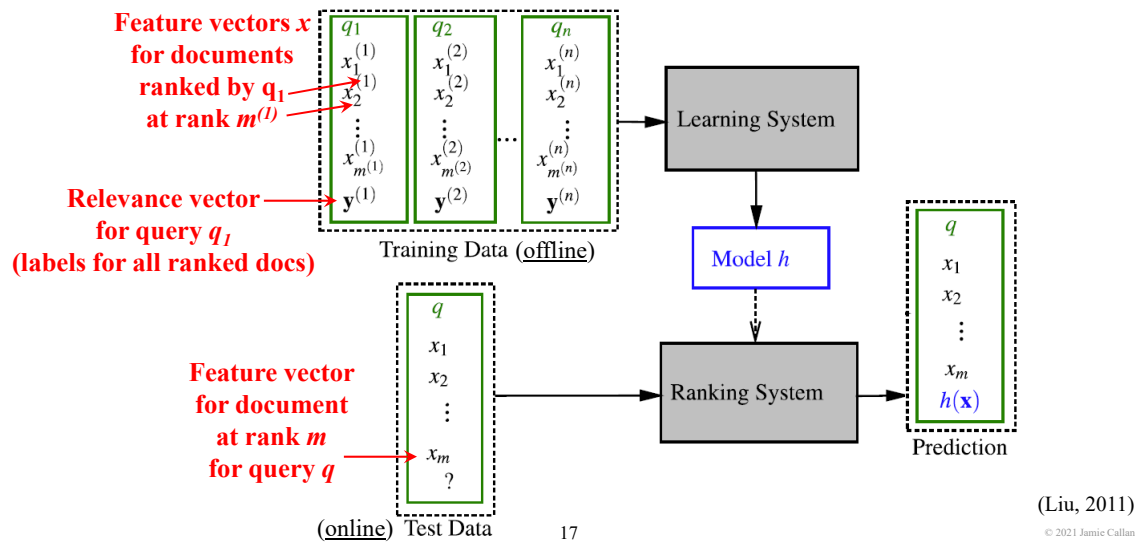 Feature vectors x
for documents
ranked by q₁
at rank m⁽¹⁾
Relevance vector
for query q₁
(labels for all ranked docs)
q₁
x₁⁽¹⁾
x₂⁽¹⁾
⋮
x_{m⁽¹⁾}⁽¹⁾
y⁽¹⁾
q₂
x₁⁽²⁾
x₂⁽²⁾
⋮
x_{m⁽²⁾}⁽²⁾
y⁽²⁾
...
qₙ
x₁⁽ⁿ⁾
x₂⁽ⁿ⁾
⋮
x_{m⁽ⁿ⁾}⁽ⁿ⁾
y⁽ⁿ⁾
Training Data (offline)
Learning System
Model h
Feature vector
for document
at rank m
for query q
q
x₁
x₂
⋮
xₘ
?
(online) Test Data
Ranking System
q
x₁
x₂
⋮
xₘ
h(x)
Prediction
17
(Liu, 2011)
© 2021 Jamie Callan